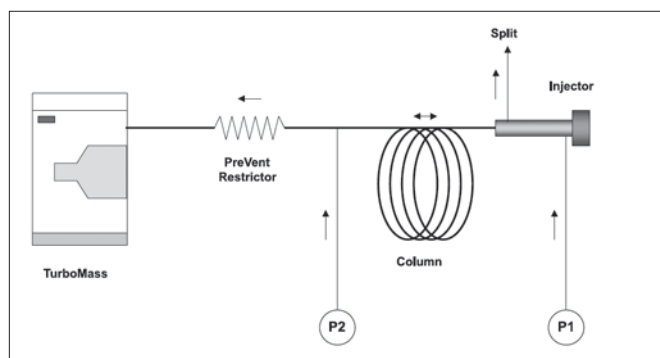 Split
Injector
PreVent
Restrictor
Column
TurboMass
P2
P1